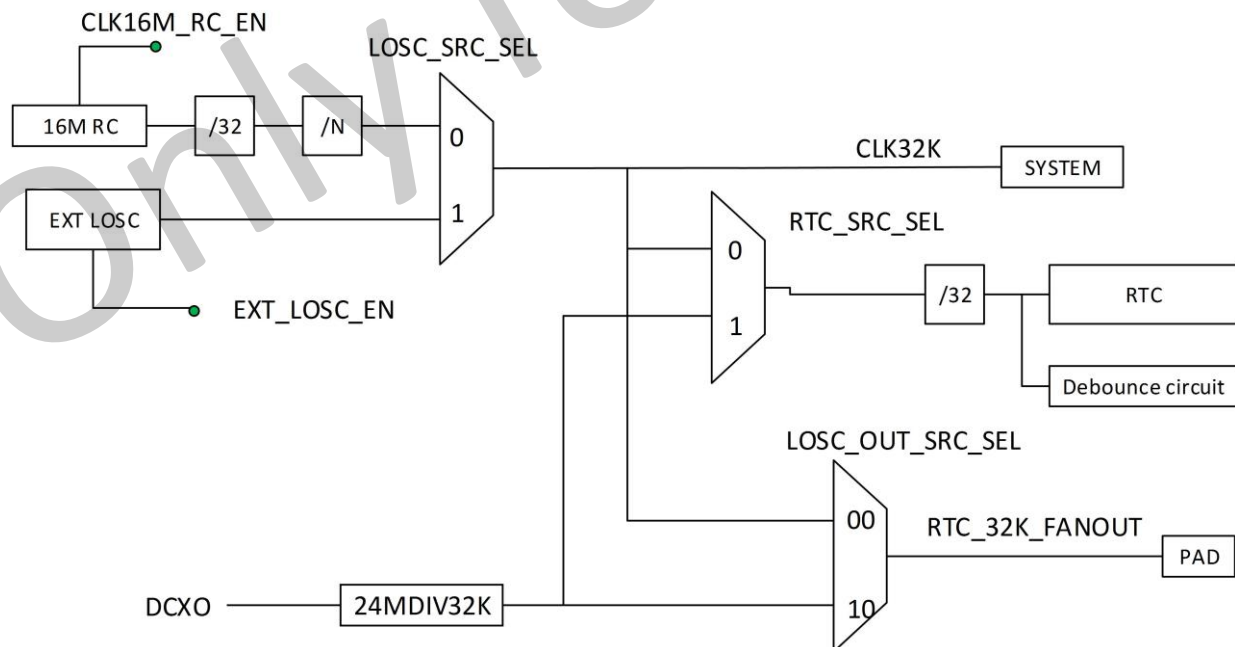 CLK16M_RC_EN
LOSC_SRC_SEL
16M RC
/32
/N
0
CLK32K
SYSTEM
EXT LOSC
1
RTC_SRC_SEL
0
EXT_LOSC_EN
/32
RTC
1
Debounce circuit
LOSC_OUT_SRC_SEL
00
RTC_32K_FANOUT
PAD
DCXO
24MDIV32K
10
Only